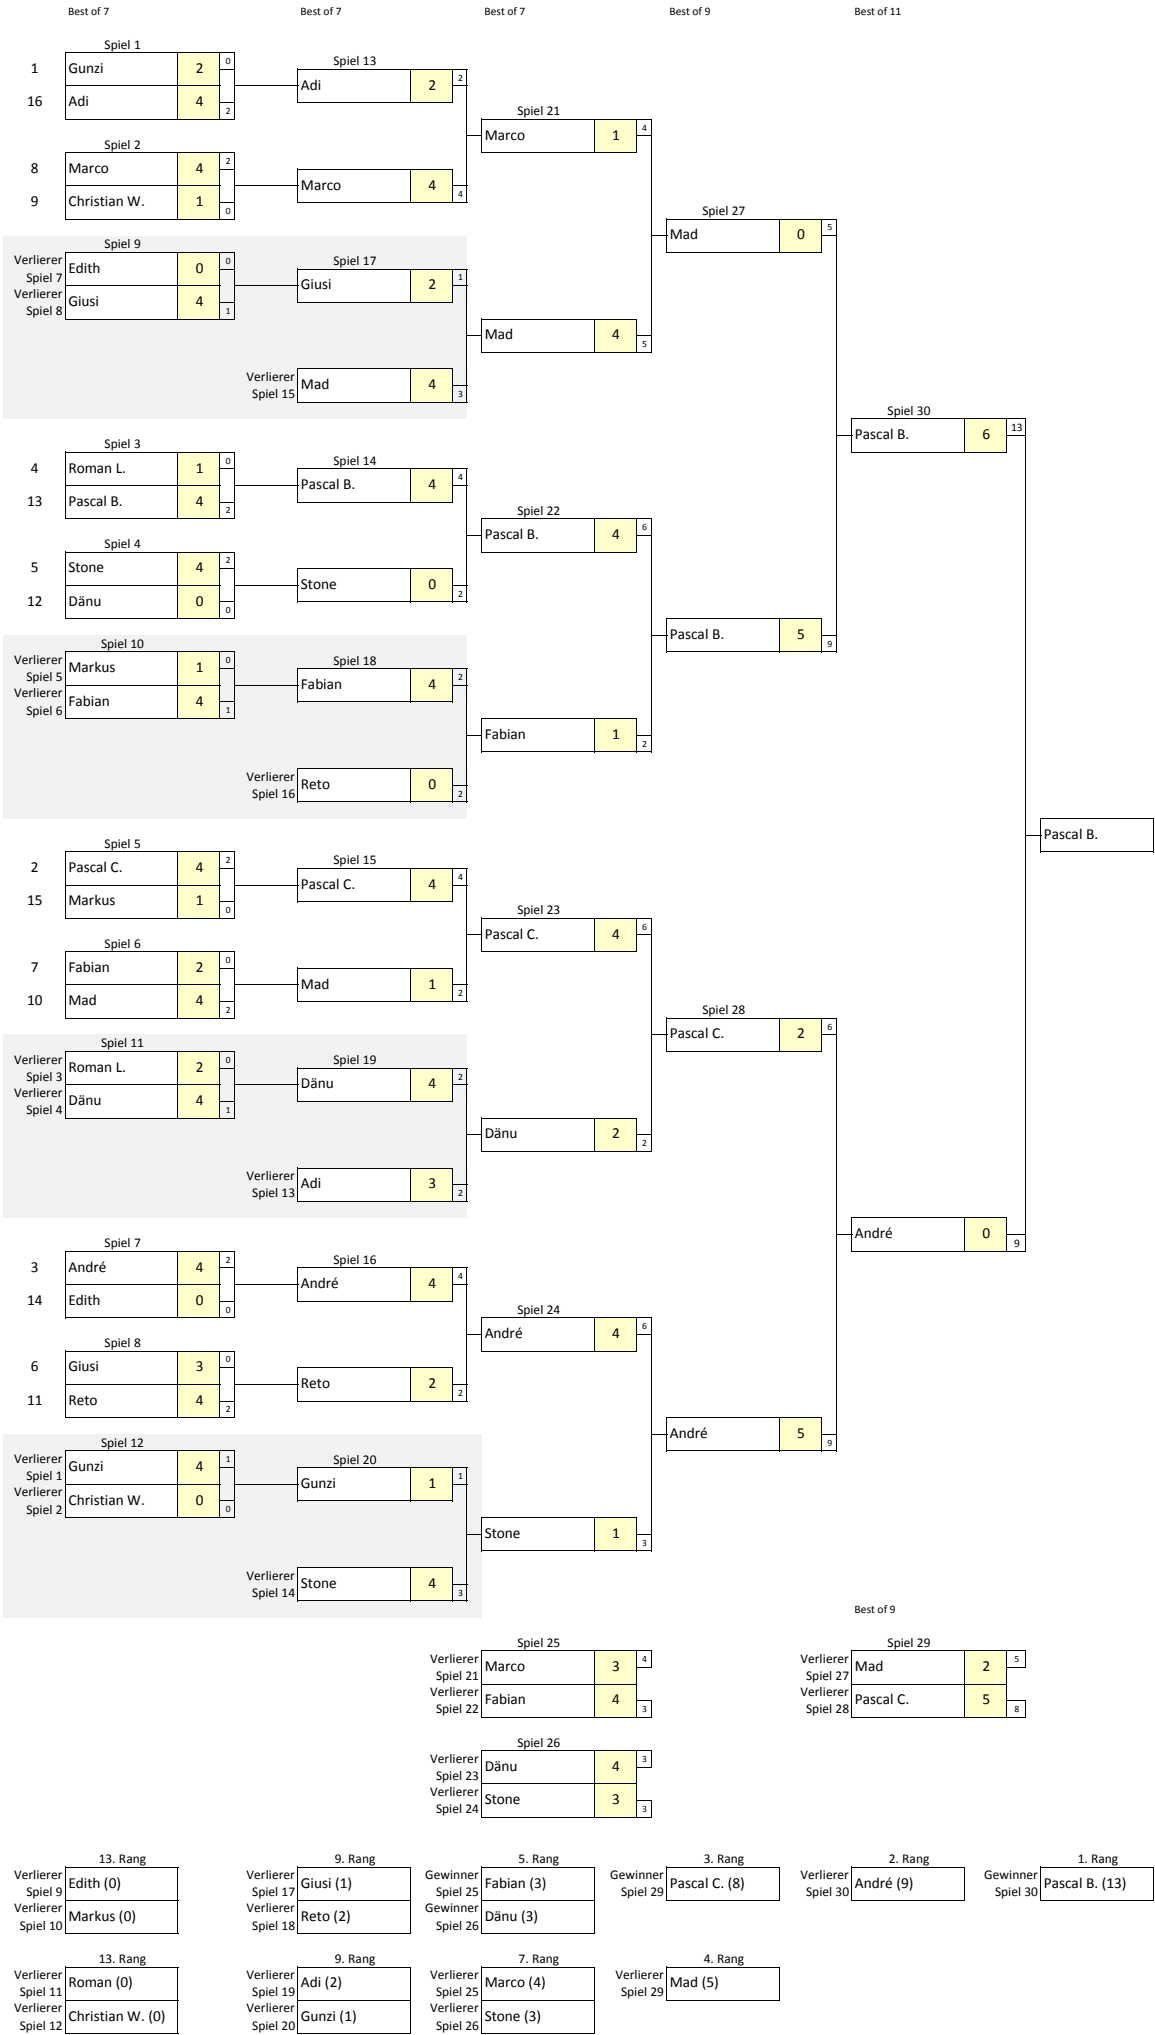 Best of 7 Best of 7 Best of 7 Best of 9 Best of 11
Spiel 1
1 Gunzi 2 0
16 Adi 4 2
Spiel 13
Adi 2 2
Spiel 2
8 Marco 4 2
9 Christian W. 1 0
Marco 4 4
Spiel 21
Marco 1 4
Spiel 9
Verlierer
Spiel 7 Edith 0 0
Verlierer
Spiel 8 Giusi 4 1
Spiel 17
Giusi 2 1
Verlierer
Spiel 15 Mad 4 3
Mad 4 5
Spiel 27
Mad 0 5
Spiel 3
4 Roman L. 1 0
13 Pascal B. 4 2
Spiel 14
Pascal B. 4 4
Spiel 4
5 Stone 4 2
12 Dänu 0 0
Stone 0 2
Spiel 22
Pascal B. 4 6
Spiel 10
Verlierer
Spiel 5 Markus 1 0
Verlierer
Spiel 6 Fabian 4 1
Spiel 18
Fabian 4 2
Verlierer
Spiel 16 Reto 0 2
Fabian 1 2
Pascal B. 5 9
Spiel 30
Pascal B. 6 13
Pascal B.
Spiel 5
2 Pascal C. 4 2
15 Markus 1 0
Spiel 15
Pascal C. 4 4
Spiel 6
7 Fabian 2 0
10 Mad 4 2
Mad 1 2
Spiel 23
Pascal C. 4 6
Spiel 11
Verlierer
Spiel 3 Roman L. 2 0
Verlierer
Spiel 4 Dänu 4 1
Spiel 19
Dänu 4 2
Verlierer
Spiel 13 Adi 3 2
Dänu 2 2
Spiel 28
Pascal C. 2 6
Spiel 7
3 André 4 2
14 Edith 0 0
Spiel 16
André 4 4
Spiel 8
6 Giusi 3 0
11 Reto 4 2
Reto 2 2
Spiel 24
André 4 6
Spiel 12
Verlierer
Spiel 1 Gunzi 4 1
Verlierer
Spiel 2 Christian W. 0 0
Spiel 20
Gunzi 1 1
Verlierer
Spiel 14 Stone 4 3
Stone 1 3
André 5 9
André 0 9
Best of 9
Spiel 25
Verlierer
Spiel 21 Marco 3 4
Verlierer
Spiel 22 Fabian 4 3
Spiel 29
Verlierer
Spiel 27 Mad 2 5
Verlierer
Spiel 28 Pascal C. 5 8
Spiel 26
Verlierer
Spiel 23 Dänu 4 3
Verlierer
Spiel 24 Stone 3 3
13. Rang
Verlierer
Spiel 9 Edith (0)
Verlierer
Spiel 10 Markus (0)
9. Rang
Verlierer
Spiel 17 Giusi (1)
Verlierer
Spiel 18 Reto (2)
5. Rang
Gewinner
Spiel 25 Fabian (3)
Gewinner
Spiel 26 Dänu (3)
3. Rang
Gewinner
Spiel 29 Pascal C. (8)
2. Rang
Verlierer
Spiel 30 André (9)
1. Rang
Gewinner
Spiel 30 Pascal B. (13)
13. Rang
Verlierer
Spiel 11 Roman (0)
Verlierer
Spiel 12 Christian W. (0)
9. Rang
Verlierer
Spiel 19 Adi (2)
Verlierer
Spiel 20 Gunzi (1)
7. Rang
Verlierer
Spiel 25 Marco (4)
Verlierer
Spiel 26 Stone (3)
4. Rang
Verlierer
Spiel 29 Mad (5)